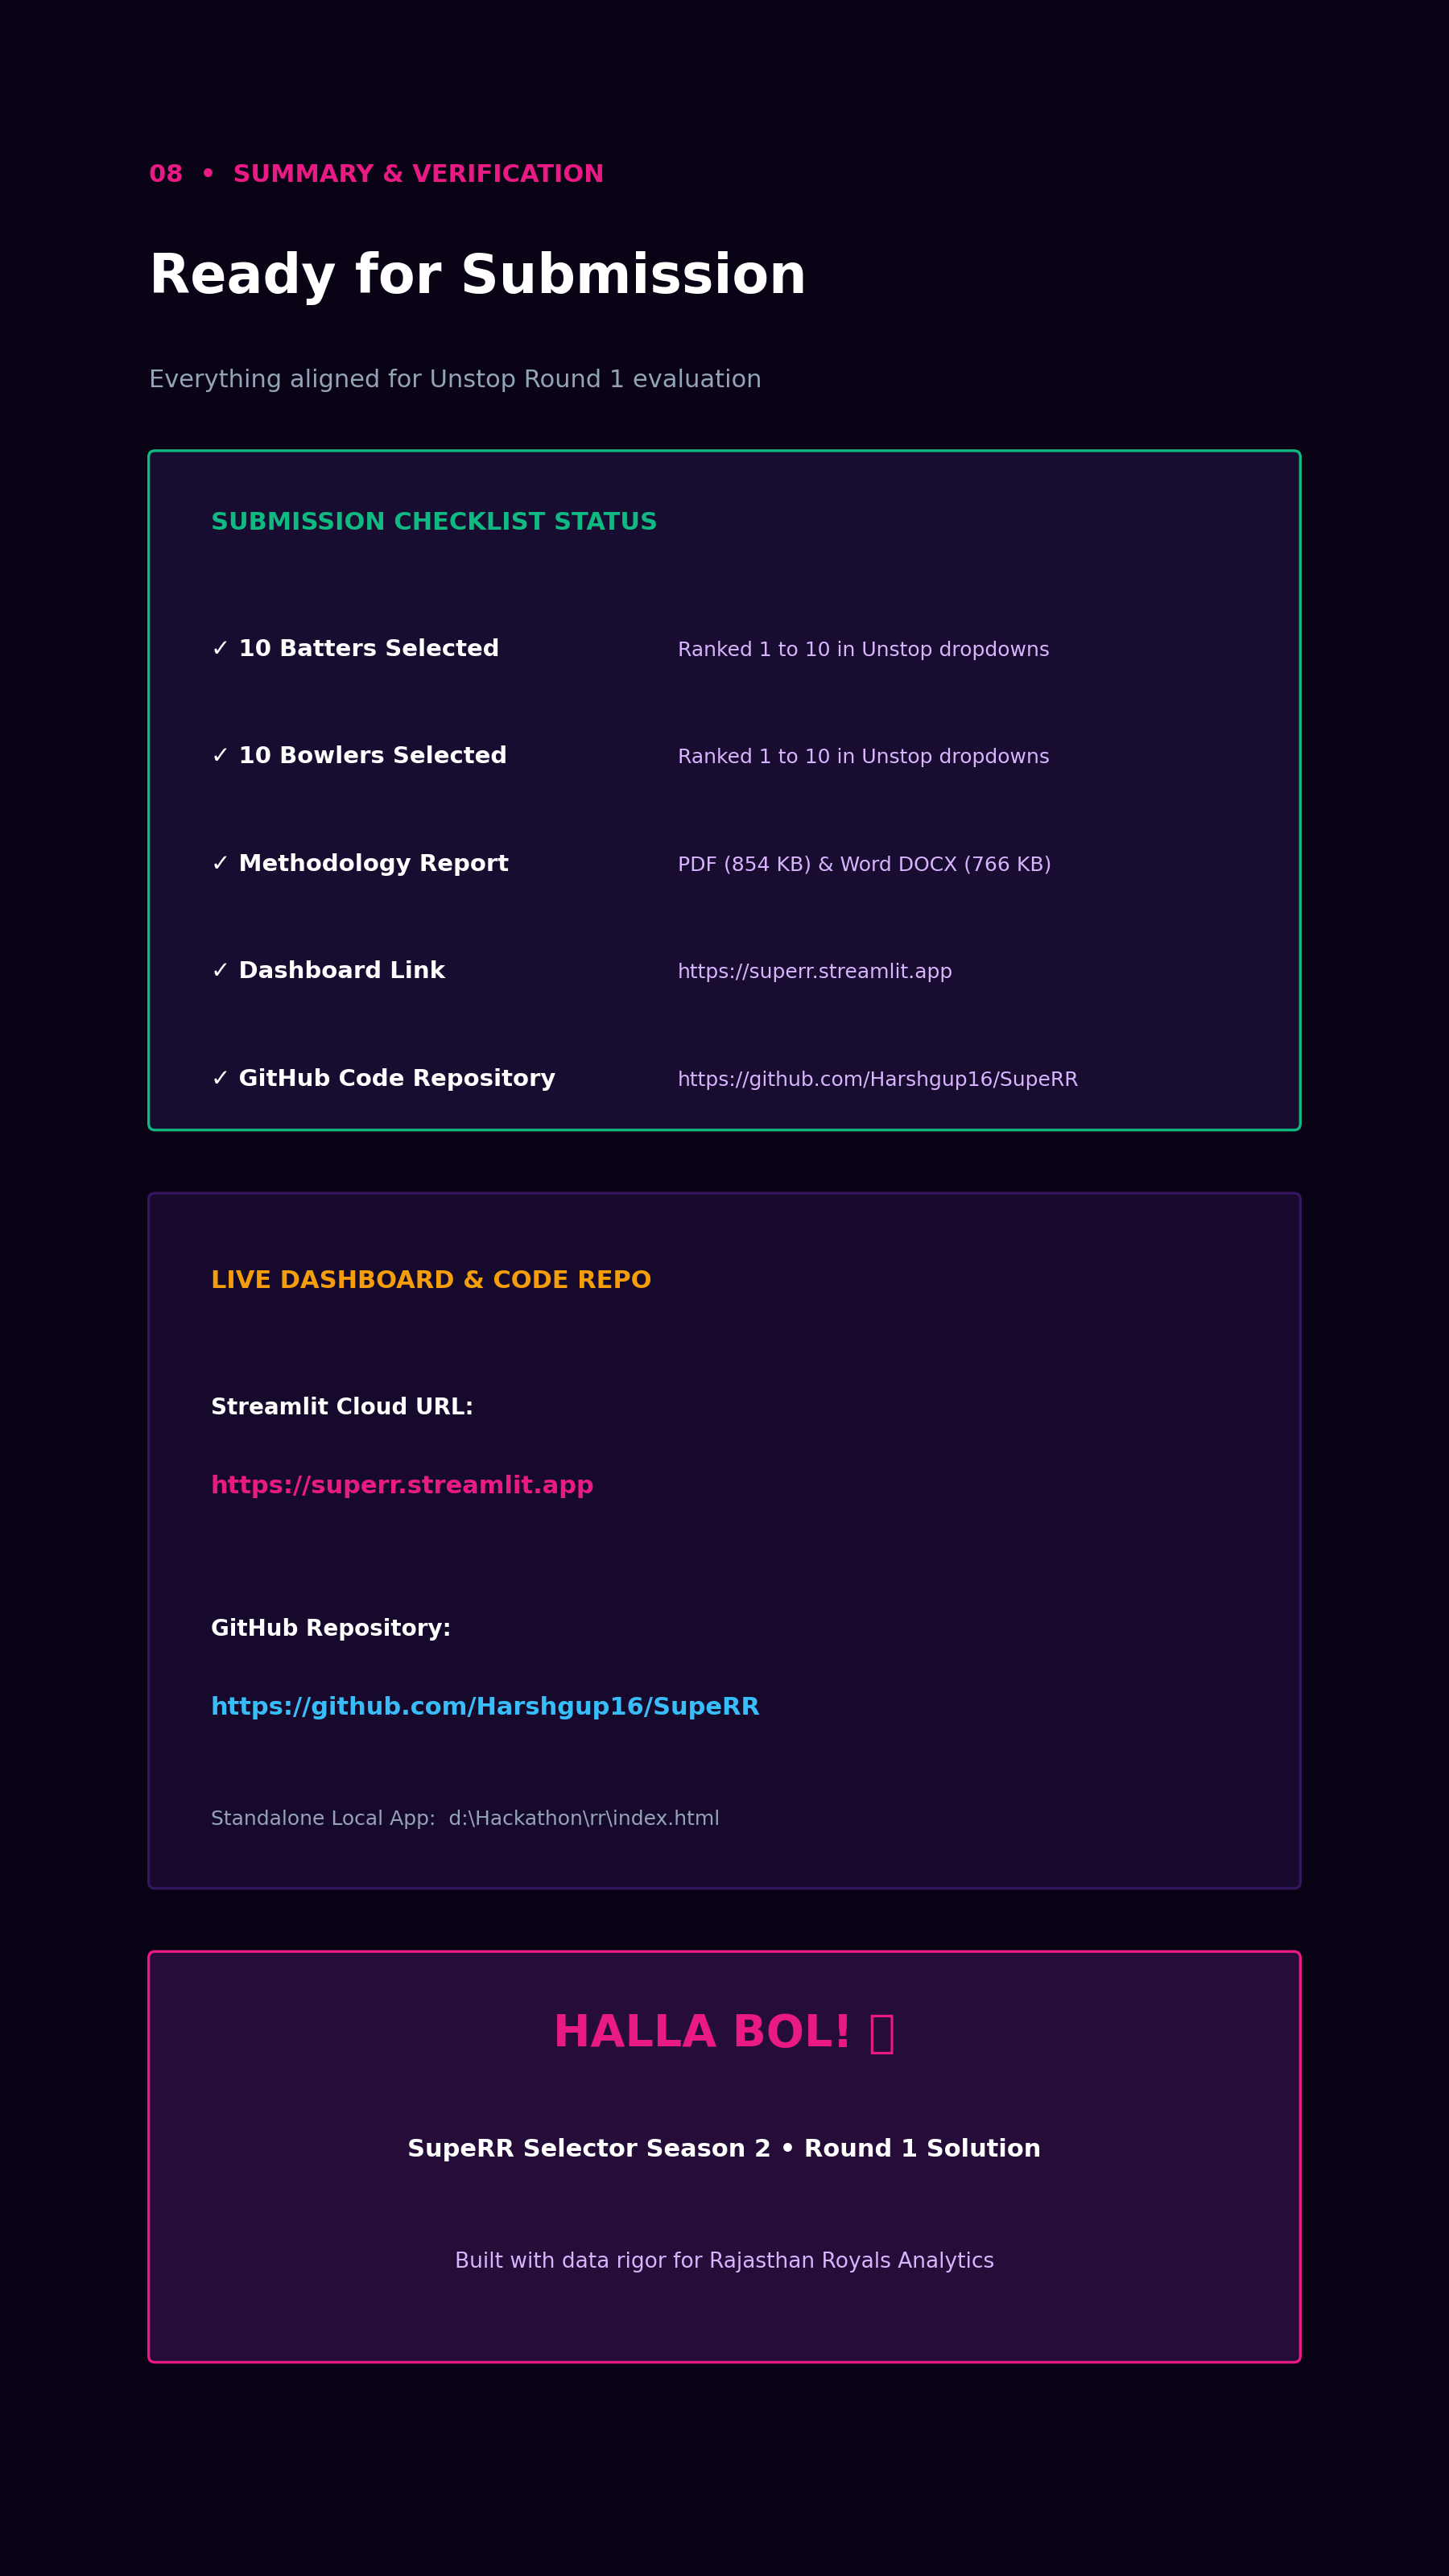 08 • SUMMARY & VERIFICATION
Ready for Submission
Everything aligned for Unstop Round 1 evaluation
SUBMISSION CHECKLIST STATUS
✓ 10 Batters Selected Ranked 1 to 10 in Unstop dropdowns
✓ 10 Bowlers Selected Ranked 1 to 10 in Unstop dropdowns
✓ Methodology Report PDF (854 KB) & Word DOCX (766 KB)
✓ Dashboard Link https://superr.streamlit.app
✓ GitHub Code Repository https://github.com/Harshgup16/SupeRR
LIVE DASHBOARD & CODE REPO
Streamlit Cloud URL:
https://superr.streamlit.app
GitHub Repository:
https://github.com/Harshgup16/SupeRR
Standalone Local App: d:\Hackathon\rr\index.html
HALLA BOL! 
SupeRR Selector Season 2 • Round 1 Solution
Built with data rigor for Rajasthan Royals Analytics